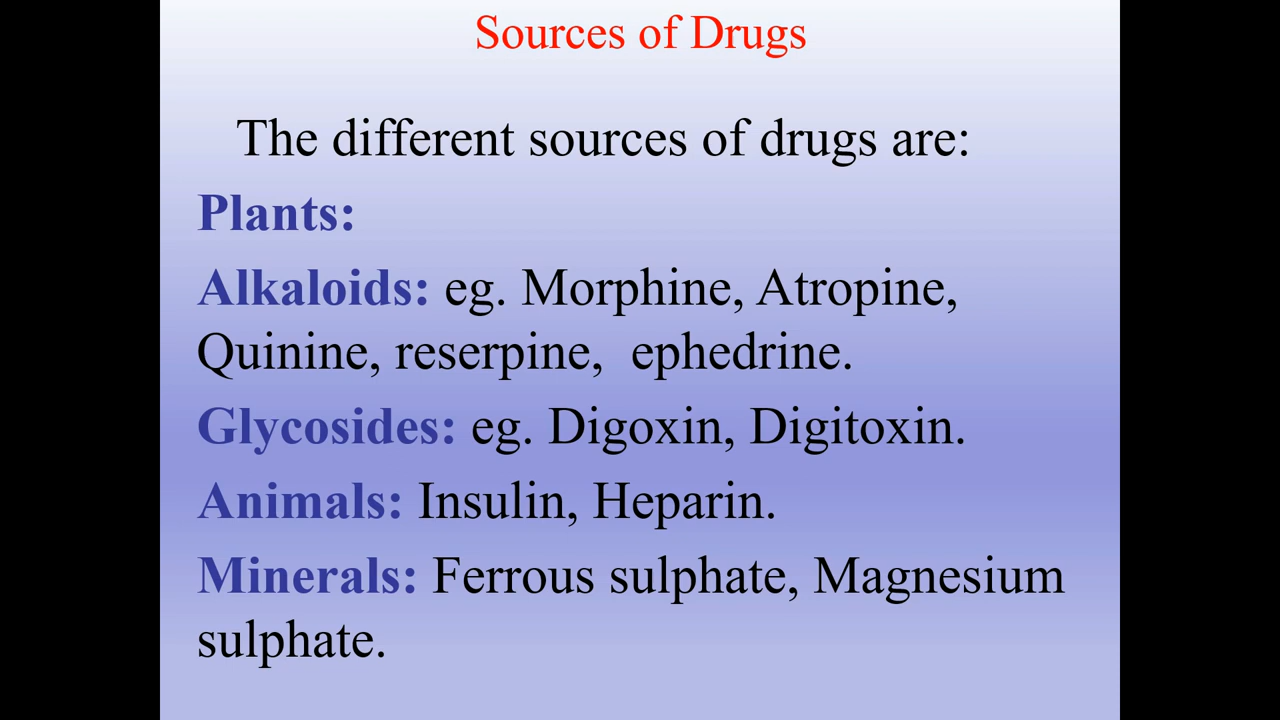 Sources of Drugs
The different sources of drugs are:
Plants:
Alkaloids: eg. Morphine, Atropine,
Quinine, reserpine,  ephedrine.
Glycosides: eg. Digoxin, Digitoxin.
Animals: Insulin, Heparin.
Minerals: Ferrous sulphate, Magnesium
sulphate.